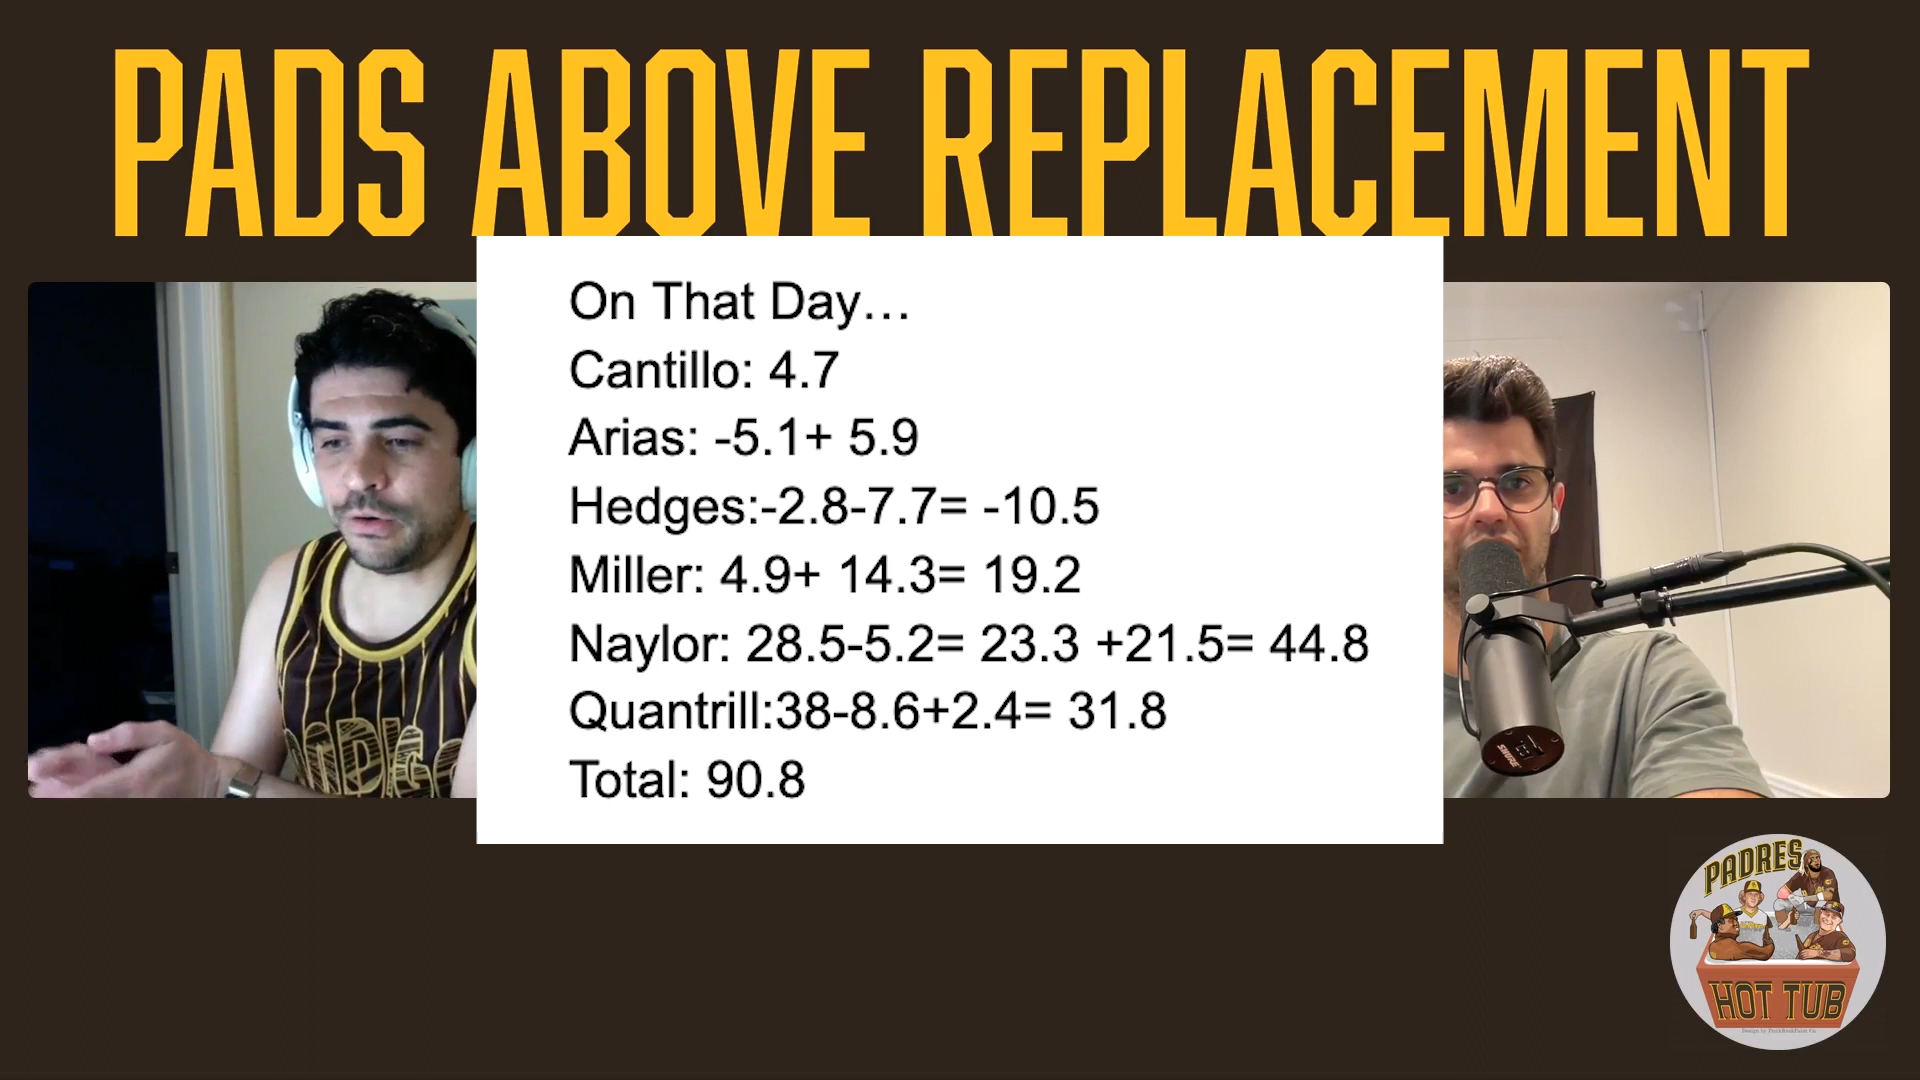 PADS ABOVE REPLACEMENT
On That Day…
Cantillo: 4.7
Arias: -5.1+ 5.9
Hedges:-2.8-7.7= -10.5
Miller: 4.9+ 14.3= 19.2
Naylor: 28.5-5.2= 23.3 +21.5= 44.8
Quantrill:38-8.6+2.4= 31.8
Total: 90.8
SHURE
PADRES
HOT TUB